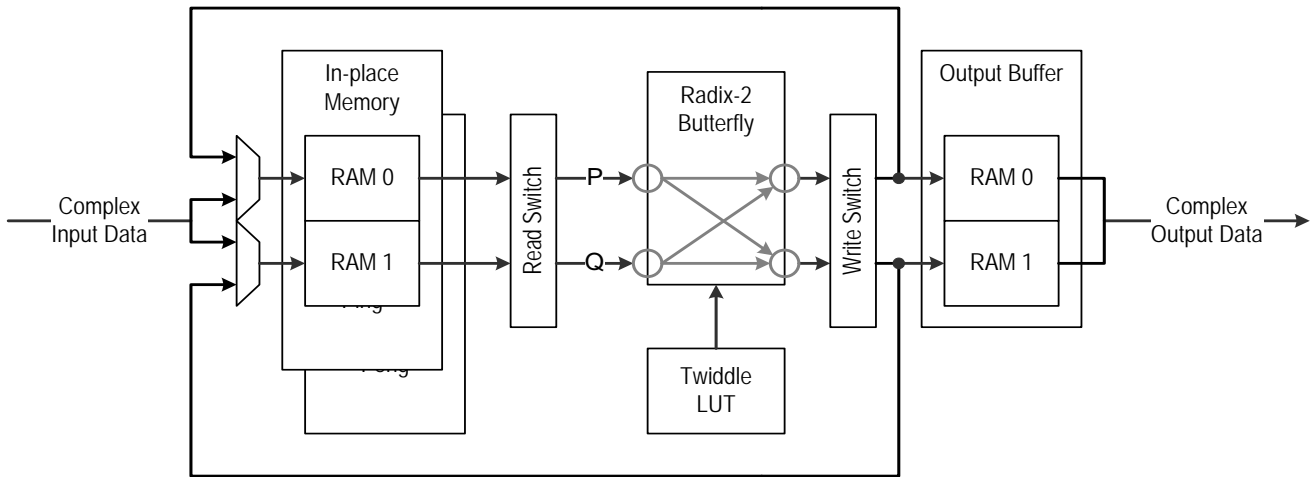 In-place
Memory
RAM 0
RAM 1
Complex
Input Data
Read Switch
P
Q
Radix-2
Butterfly
Twiddle
LUT
Write Switch
Output Buffer
RAM 0
RAM 1
Complex
Output Data